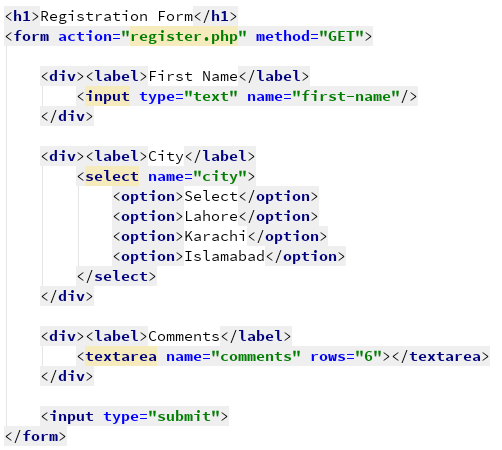 <h1>Registration Form</h1>
<form action="register.php" method="GET">
<div><label>First Name</label>
<input type="text" name="first-name"/>
</div>
<div><label>City</label>
<select name="city">
<option>Select</option>
<option>Lahore</option>
<option>Karachi</option>
<option>Islamabad</option>
</select>
</div>
<div><label>Comments</label>
<textarea name="comments" rows="6"></textarea>
</div>
<input type="submit">
</form>